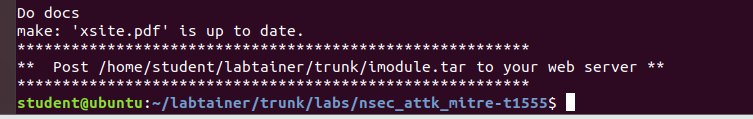 Do docs
make: 'xsite.pdf' is up to date.
*********************************************************
**  Post /home/student/labtainer/trunk/imodule.tar to your web server **
*********************************************************
student@ubuntu:~/labtainer/trunk/labs/nsec_attk_mitre-t1555$